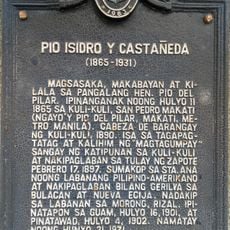 PIO ISIDRO Y CASTAÑEDA
(1865-1931)
MAGSASAKA, MAKABAYAN AT KI-
LALA SA PANGALANG HEN. PIO DEL
PILAR. IPINANGANAK NOONG HULYO 11
1865 SA KULI-KULI, SAN PEDRO MAKATI
(NGAYO'Y PIO DEL PILAR, MAKATI,
METRO MANILA). CABEZA DE BARANGAY
NG KULI-KULI, 1890. ISA SA TAGAPAG-
TATAG AT KALIHIM NG "MAGTAGUMPAY"
SANGAY NG KATIPUNAN SA KULI-KULI
AT NAKIPAGLABAN SA TULAY NG ZAPOTE
PEBRERO 17, 1897. SUMAKOP SA STA. ANA
NOONG LABANANG PILIPINO-AMERIKANO
AT NAKIPAGLABAN BILANG GERILYA SA
BULACAN AT NUEVA ECIJA. NADAKIP
SA LABANAN SA MORONG, RIZAL. IPI-
NATAPON SA GUAM, 1901, AT
PINATAWAD, HULYO 4, 1902. NAMATAY
NOONG 1931.